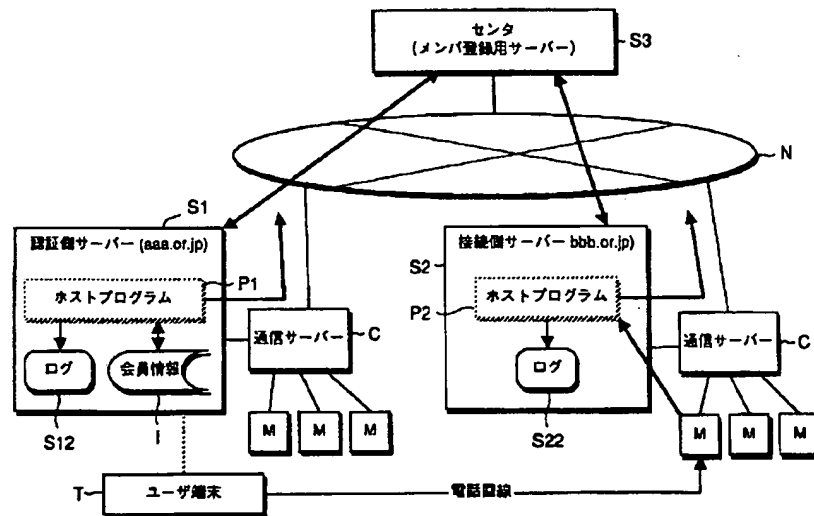 センタ
(メンバ登録用サーバー)
S3
N
S1
認証側サーバー (aaa.or.jp)
P1
ホストプログラム
ログ
会員情報
S12
I
通信サーバー
C
M
M
M
接続側サーバー bbb.or.jp)
S2
P2
ホストプログラム
ログ
S22
通信サーバー
C
M
M
M
T
ユーザ端末
電話回線